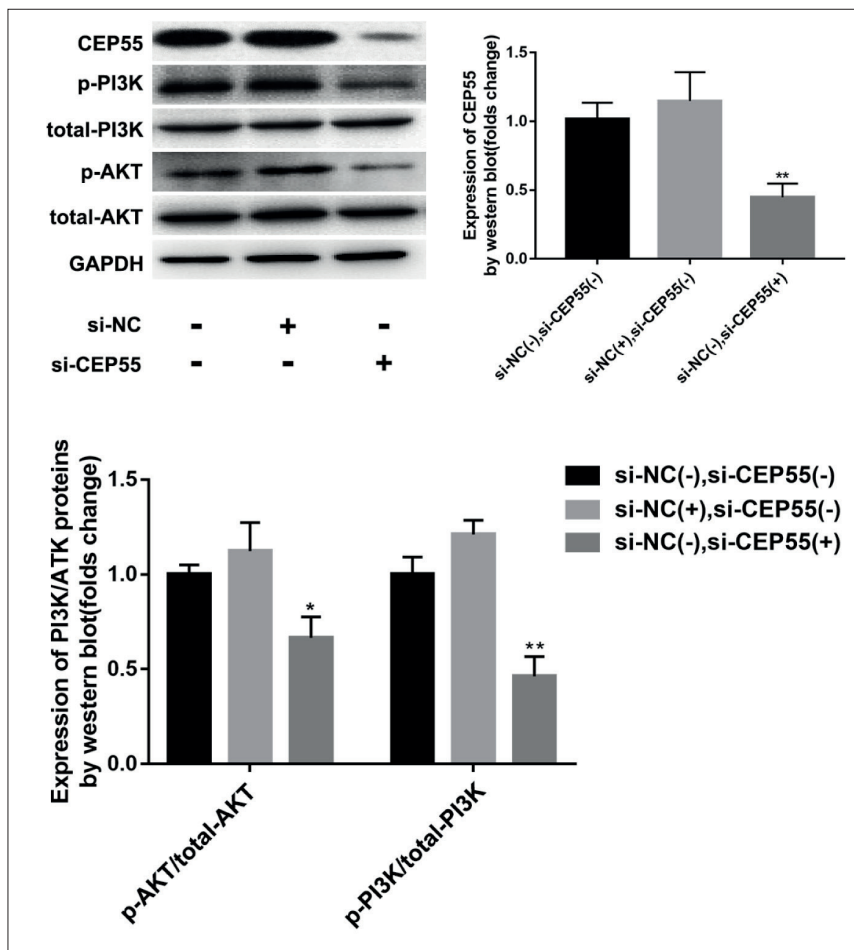 CEP55
p-PI3K
total-PI3K
p-AKT
total-AKT
GAPDH
si-NC - + -
si-CEP55 - - +
Expression of CEP55
by western blot(folds change)
1.5
1.0
0.5
0.0
**
si-NC(-),si-CEP55(-)
si-NC(+),si-CEP55(-)
si-NC(-),si-CEP55(+)
Expression of PI3K/ATK proteins
by western blot(folds change)
1.5
1.0
0.5
0.0
*
**
p-AKT/total-AKT
p-PI3K/total-PI3K
si-NC(-),si-CEP55(-)
si-NC(+),si-CEP55(-)
si-NC(-),si-CEP55(+)